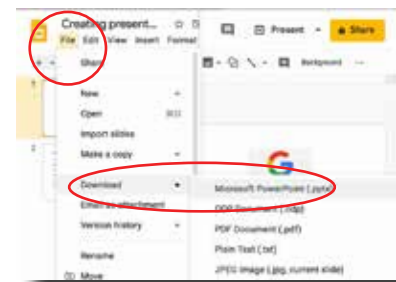 Creating present...
Present
Share
File Edit View Insert Format
Share
Background
New
Open
Import slides
Make a copy
Download
Microsoft PowerPoint (.pptx)
Email as attachment
ODP Document (.odp)
Version history
PDF Document (.pdf)
Plain Text (.txt)
Rename
JPEG image (.jpg, current slide)
Move